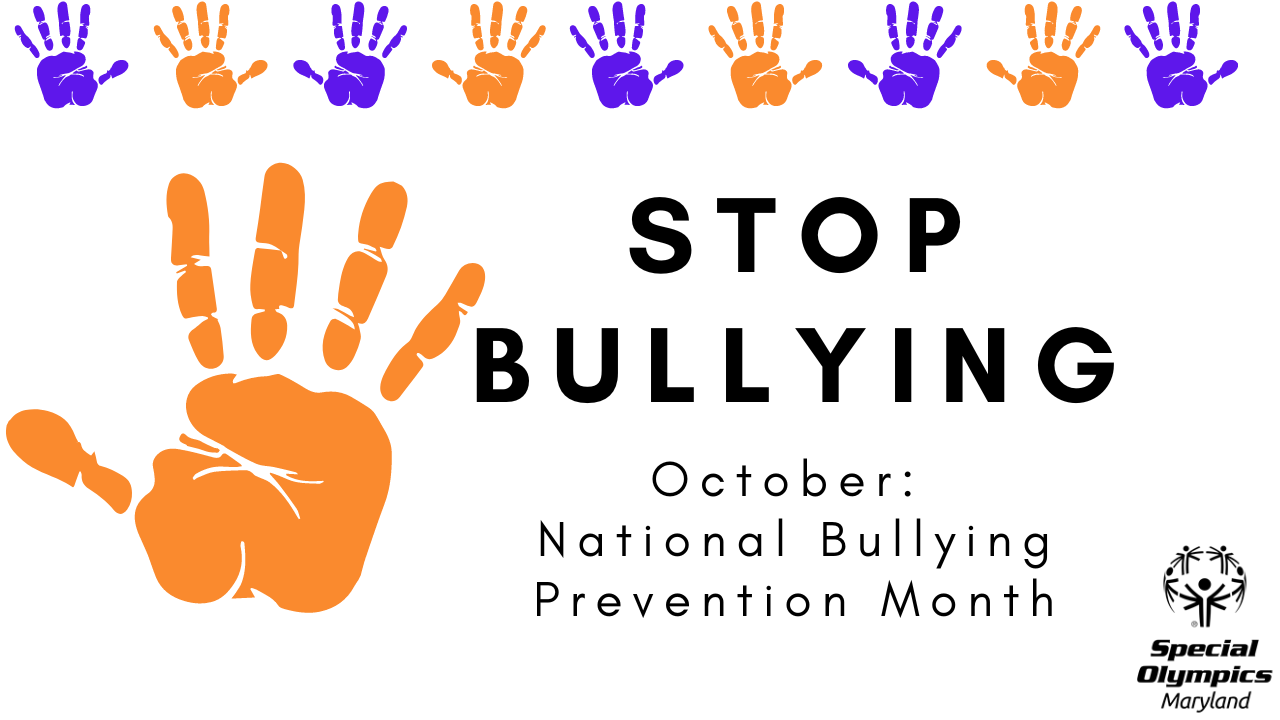 STOP
BULLYING
October:
National Bullying
Prevention Month
®
Special
Olympics
Maryland